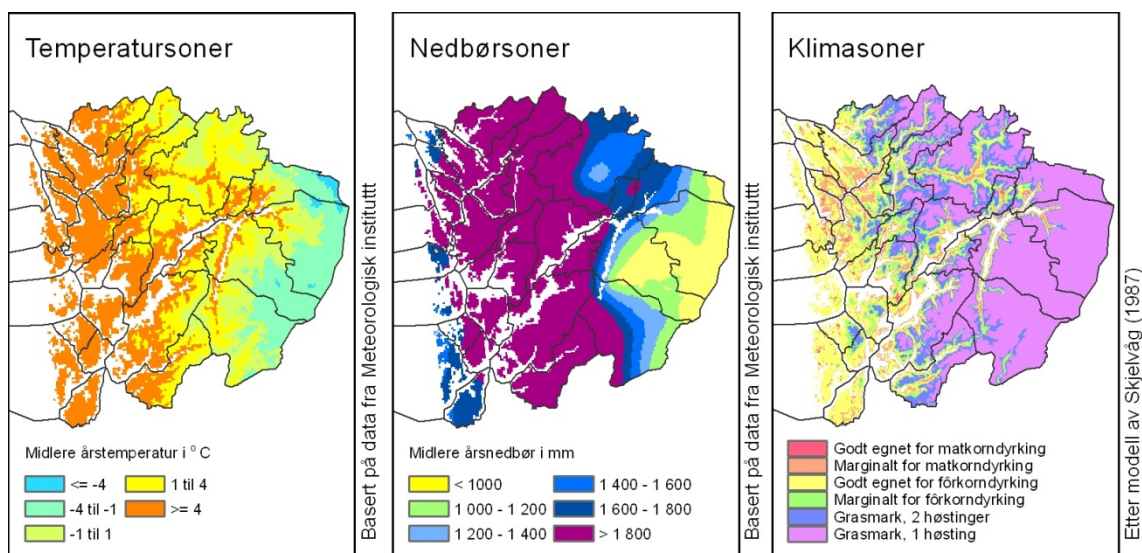 Temperatursoner
Midlere årstemperatur i ° C
<= -4
1 til 4
-4 til -1
>= 4
-1 til 1
Basert på data fra Meteorologisk instituttt
Nedbørsoner
Midlere årsnedbør i mm
< 1000
1 400 - 1 600
1 000 - 1 200
1 600 - 1 800
1 200 - 1 400
> 1 800
Basert på data fra Meteorologisk instituttt
Klimasoner
Godt egnet for matkorndyrking
Marginalt for matkorndyrking
Godt egnet for fôrkorndyrking
Marginalt for fôrkorndyrking
Grasmark, 2 høstinger
Grasmark, 1 høsting
Etter modell av Skjelvåg (1987)